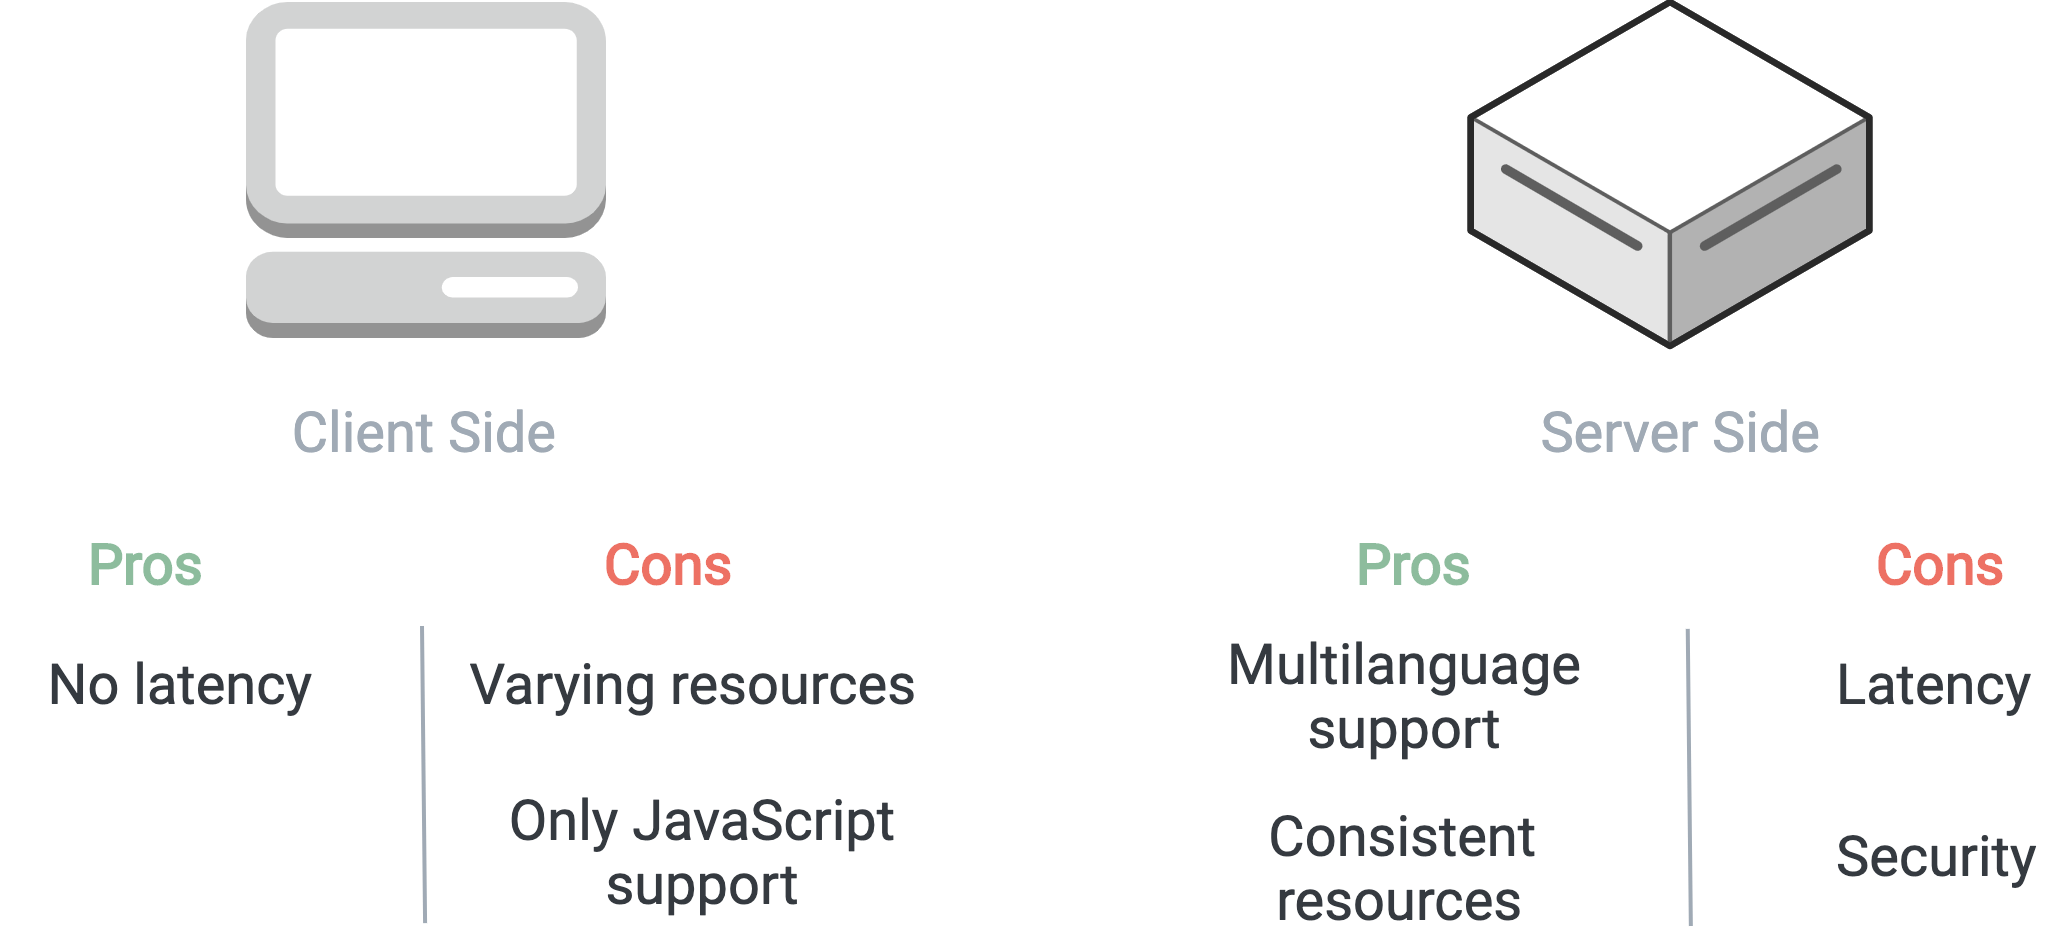 Client Side
Pros
Cons
No latency
Varying resources
Only JavaScript
support
Server Side
Pros
Cons
Multilanguage
support
Consistent
resources
Latency
Security